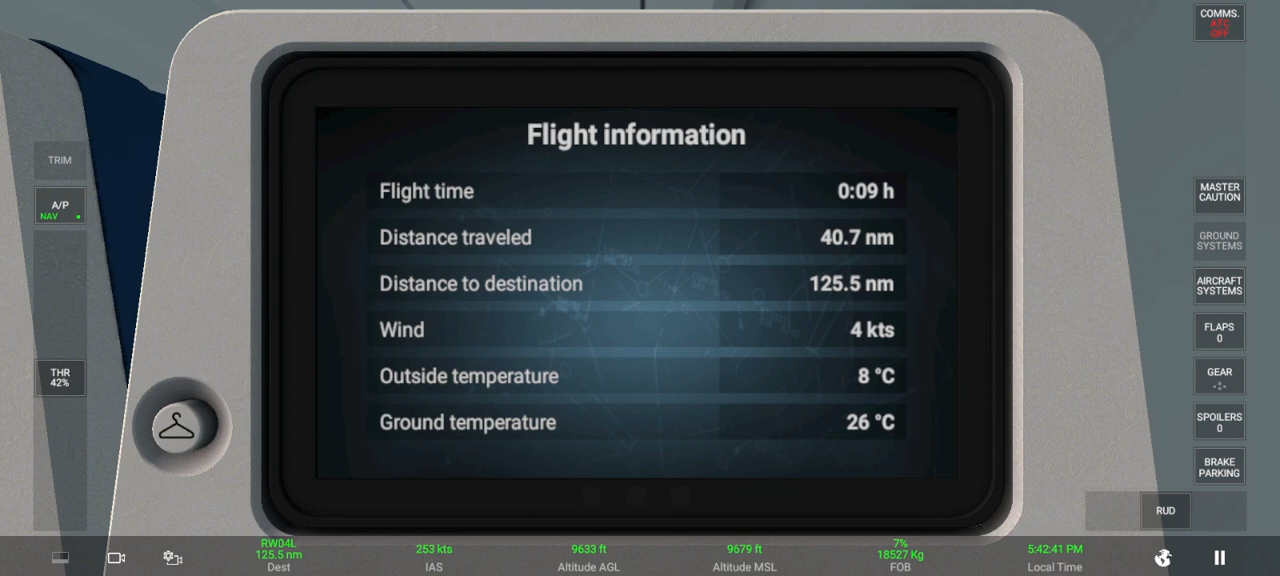 COMMS.
ATC
OFF
Flight information
TRIM
Flight time 0:09 h
A/P
NAV
MASTER
CAUTION
Distance traveled 40.7 nm
GROUND
SYSTEMS
Distance to destination 125.5 nm
AIRCRAFT
SYSTEMS
Wind 4 kts
FLAPS
0
THR
42%
Outside temperature 8 °C
GEAR
Ground temperature 26 °C
SPOILERS
0
BRAKE
PARKING
RUD
RW04L
125.5 nm
Dest
253 kts
IAS
9633 ft
Altitude AGL
9679 ft
Altitude MSL
7%
18527 Kg
FOB
5:42:41 PM
Local Time